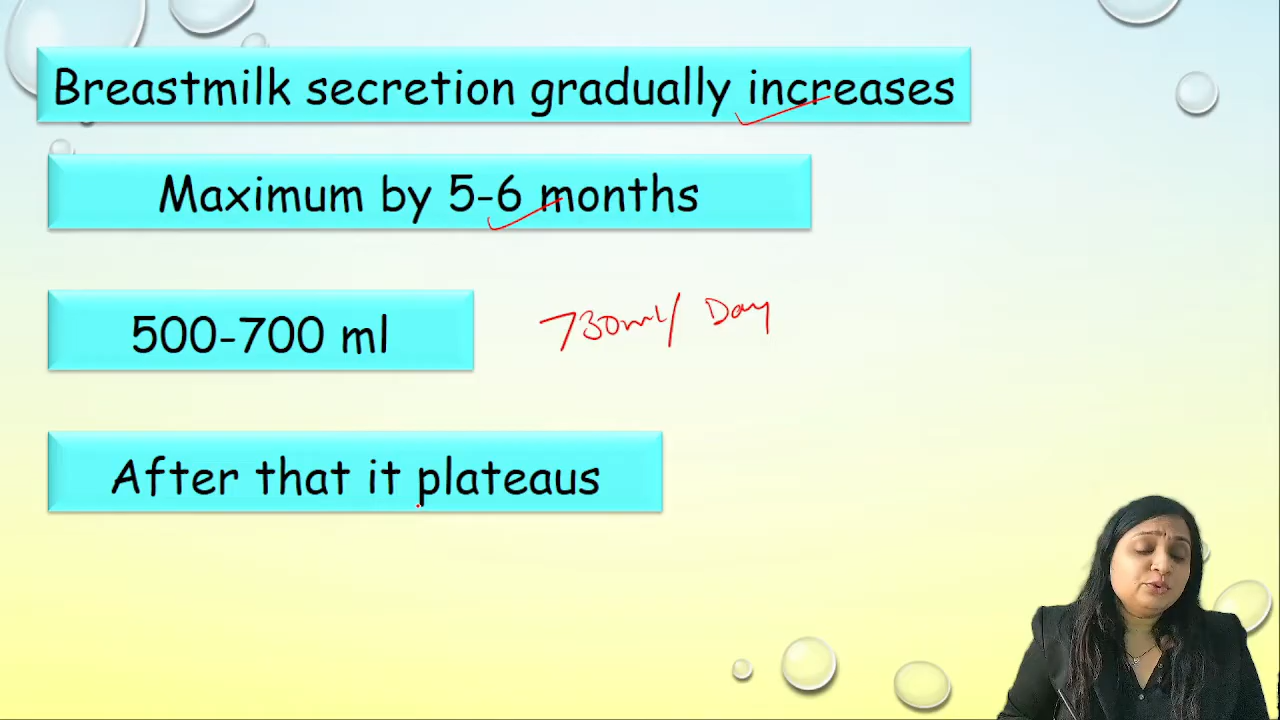 Breastmilk secretion gradually increases
Maximum by 5-6 months
500-700 ml
730ml/ Day
After that it plateaus